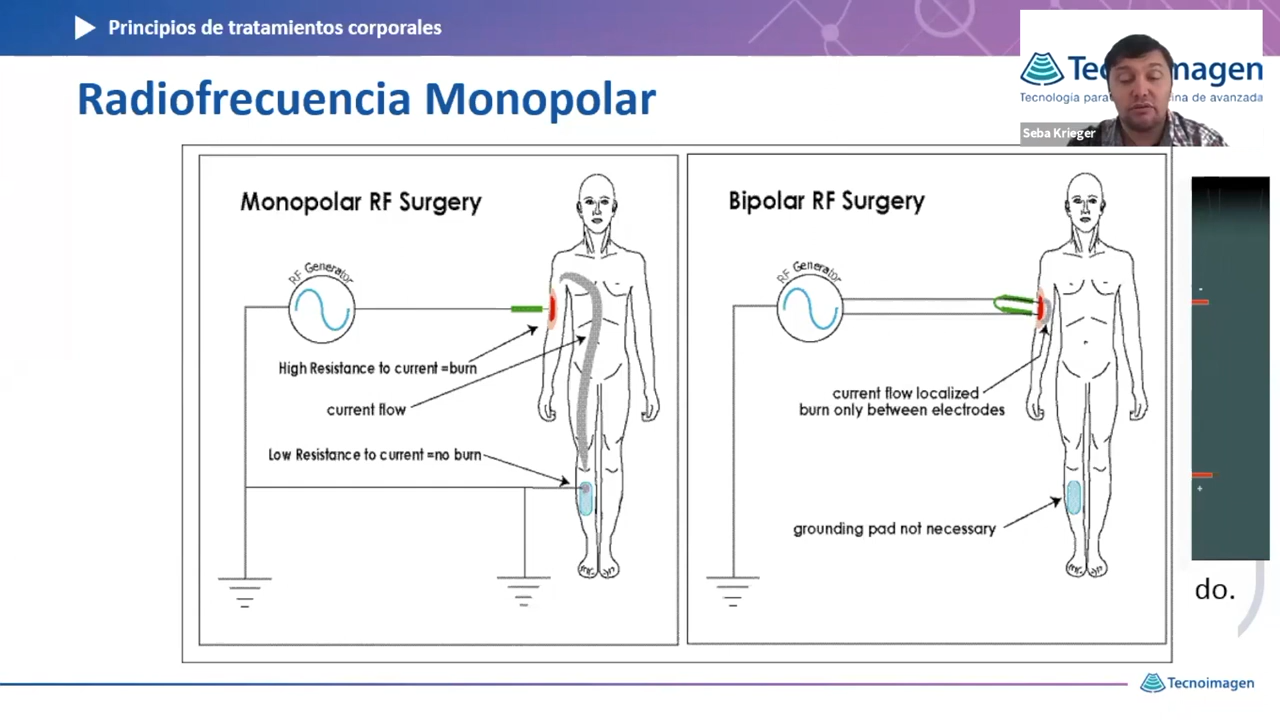 Principios de tratamientos corporales
Radiofrecuencia Monopolar
Tecnoimagen
Seba Krieger
Monopolar RF Surgery
RF Generator
High Resistance to current =burn
current flow
Low Resistance to current =no burn
Bipolar RF Surgery
RF Generator
current flow localized
burn only between electrodes
grounding pad not necessary
-
+
do.
Tecnoimagen